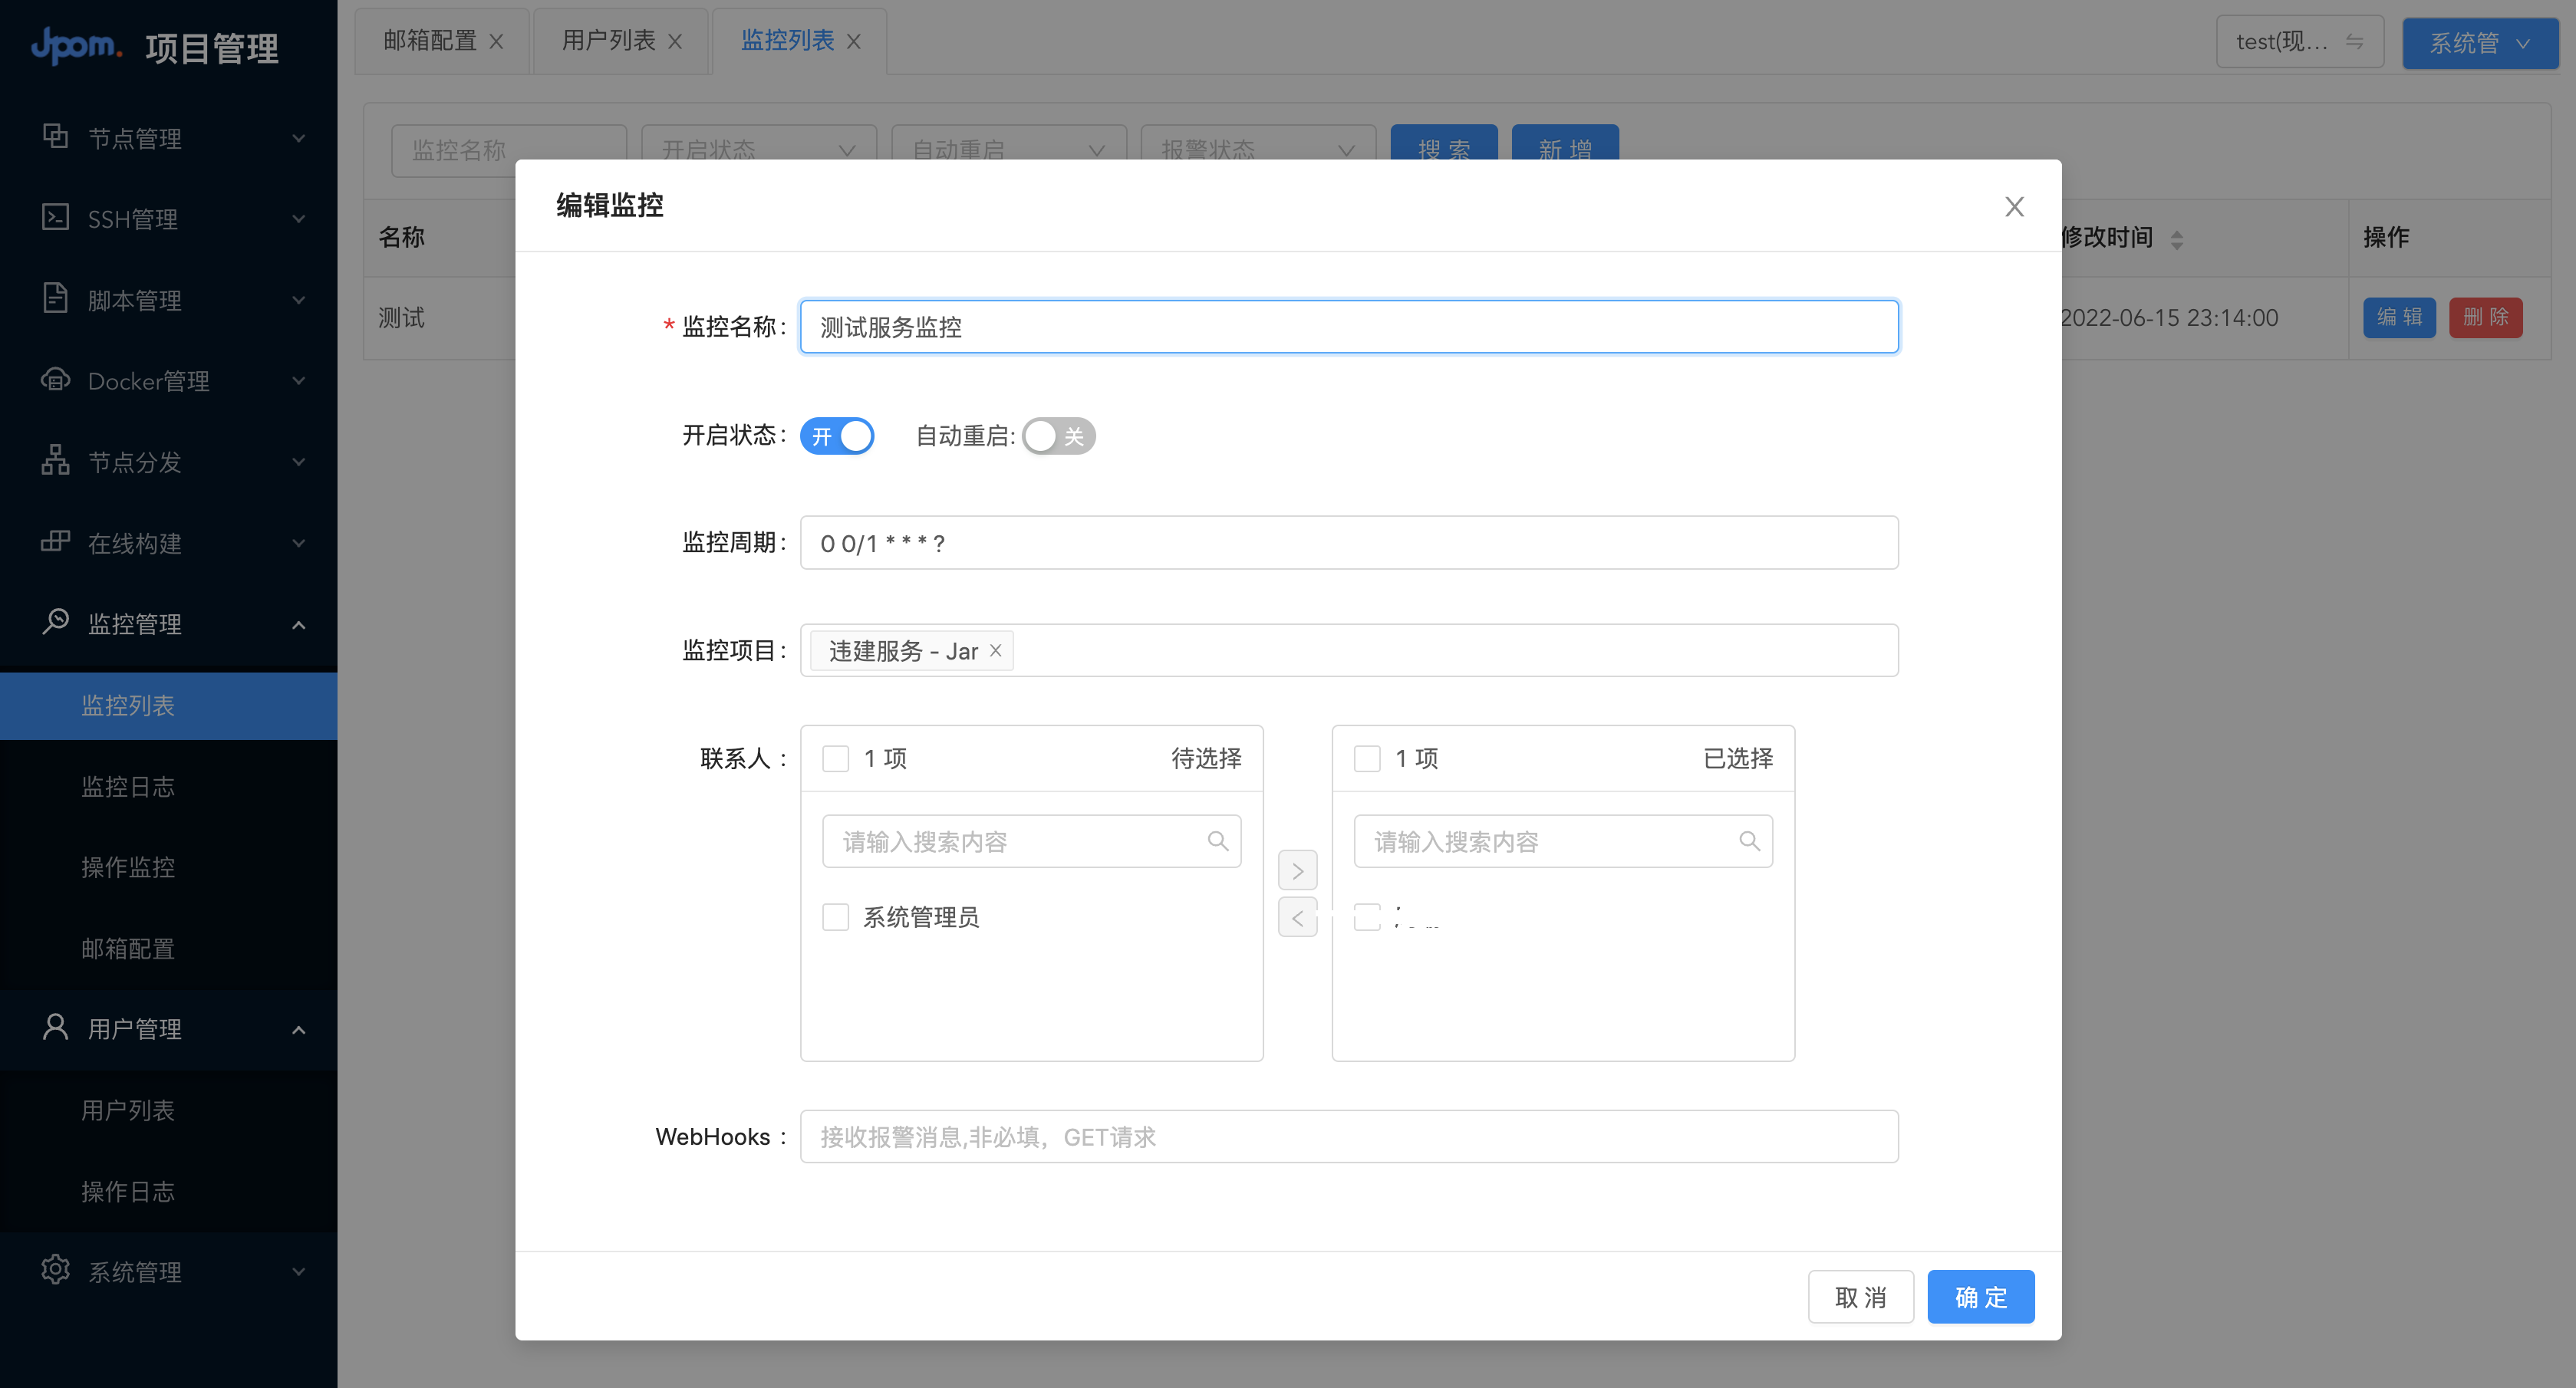 Jpom. 项目管理
节点管理
SSH管理
脚本管理
Docker管理
节点分发
在线构建
监控管理
监控列表
监控日志
操作监控
邮箱配置
用户管理
用户列表
操作日志
系统管理
邮箱配置
用户列表
监控列表
test(现...
系统管
监控名称
开启状态
自动重启
报警状态
搜 索
新 增
名称
修改时间
操作
测试
2022-06-15 23:14:00
编 辑
删 除
编辑监控
* 监控名称:
测试服务监控
开启状态:
开
自动重启:
关
监控周期:
0 0/1 * * * ?
监控项目:
违建服务 - Jar
联系人:
1 项
待选择
请输入搜索内容
系统管理员
1 项
已选择
请输入搜索内容
WebHooks:
接收报警消息,非必填，GET请求
取 消
确 定